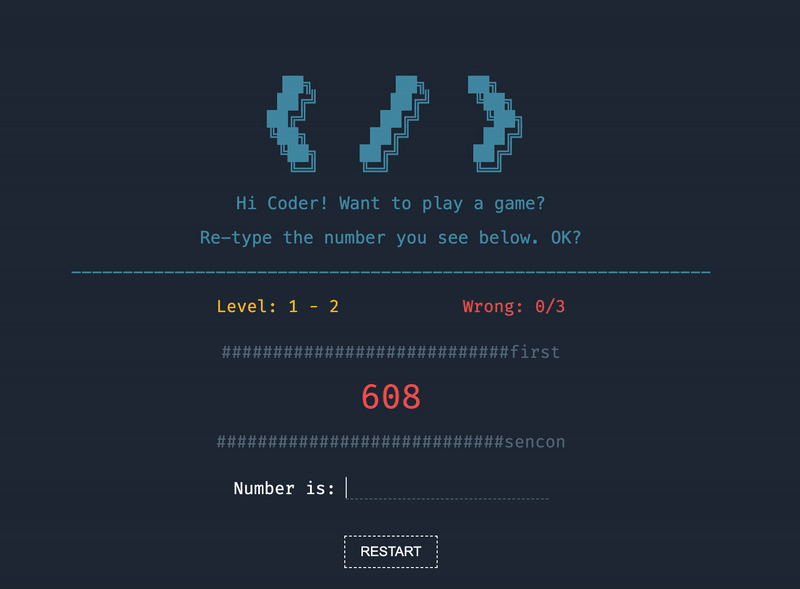 Hi Coder! Want to play a game?
Re-type the number you see below. OK?
Level: 1 - 2 Wrong: 0/3
############################first
608
############################sencon
Number is:
RESTART